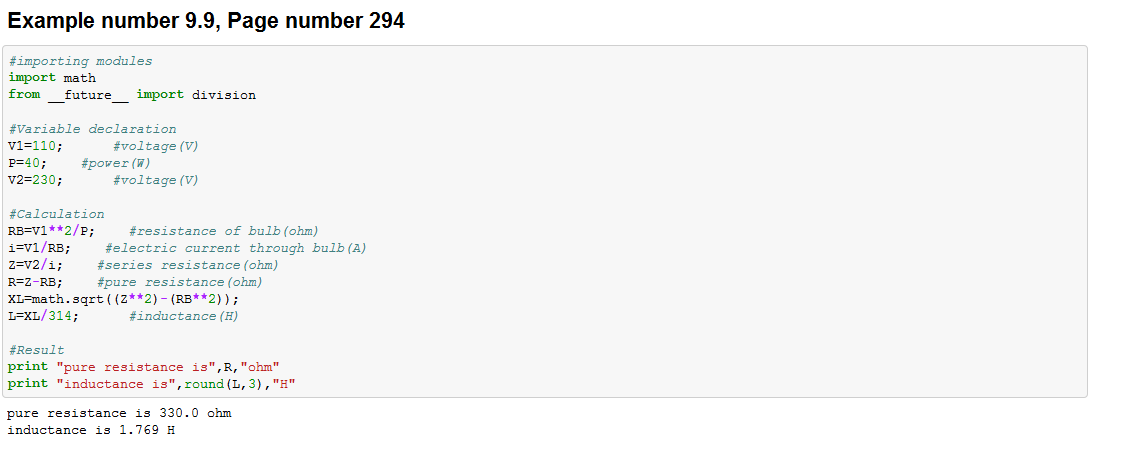 Example number 9.9, Page number 294
#importing modules
import math
from __future__ import division
#Variable declaration
V1=110;       #voltage(V)
P=40;    #power(W)
V2=230;       #voltage(V)
#Calculation
RB=V1**2/P;    #resistance of bulb(ohm)
i=V1/RB;    #electric current through bulb(A)
Z=V2/i;    #series resistance(ohm)
R=Z-RB;    #pure resistance(ohm)
XL=math.sqrt((Z**2)-(RB**2));
L=XL/314;      #inductance(H)
#Result
print "pure resistance is",R,"ohm"
print "inductance is",round(L,3),"H"
pure resistance is 330.0 ohm
inductance is 1.769 H